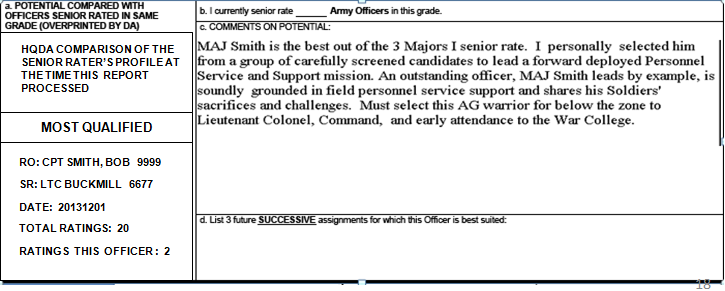 a. POTENTIAL COMPARED WITH
OFFICERS SENIOR RATED IN SAME
GRADE (OVERPRINTED BY DA)
HQDA COMPARISON OF THE
SENIOR RATER'S PROFILE AT
THE TIME THIS REPORT
PROCESSED
MOST QUALIFIED
RO: CPT SMITH, BOB 9999
SR: LTC BUCKMILL 6677
DATE: 20131201
TOTAL RATINGS: 20
RATINGS THIS OFFICER: 2
b. I currently senior rate ______ Army Officers in this grade.
c. COMMENTS ON POTENTIAL:
MAJ Smith is the best out of the 3 Majors I senior rate. I personally selected him
from a group of carefully screened candidates to lead a forward deployed Personnel
Service and Support mission. An outstanding officer, MAJ Smith leads by example, is
soundly grounded in field personnel service support and shares his Soldiers'
sacrifices and challenges. Must select this AG warrior for below the zone to
Lieutenant Colonel, Command, and early attendance to the War College.
d. List 3 future SUCCESSIVE assignments for which this Officer is best suited:
18